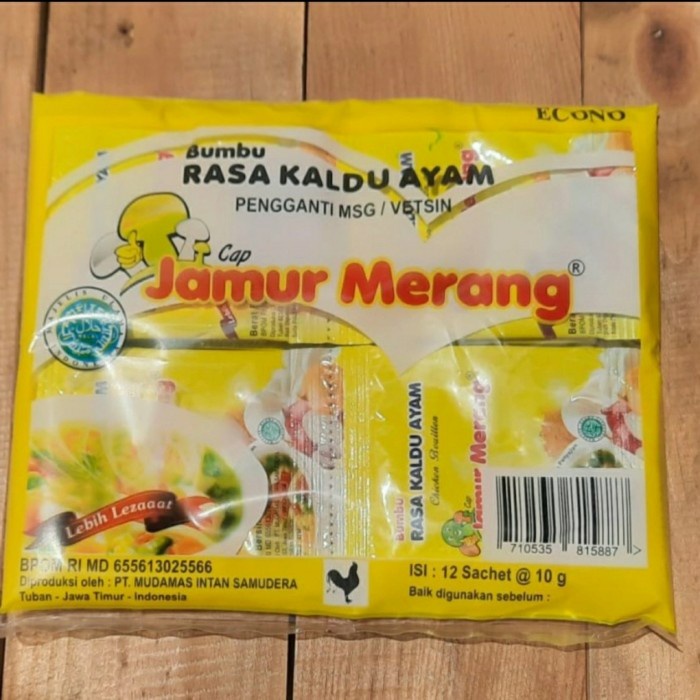 ECONO
Bumbu
RASA KALDU AYAM
PENGGANTI MSG / VETSIN
Cap
Jamur Merang®
Lebih Lezaaat
Bumbu
RASA KALDU AYAM
Chicken Bouillon
Cap
Jamur Merang®
710535 815887 >
BPOM RI MD 655613025566
Diproduksi oleh : PT. MUDAMAS INTAN SAMUDERA
Tuban - Jawa Timur - Indonesia
ISI : 12 Sachet @ 10 g
Baik digunakan sebelum :